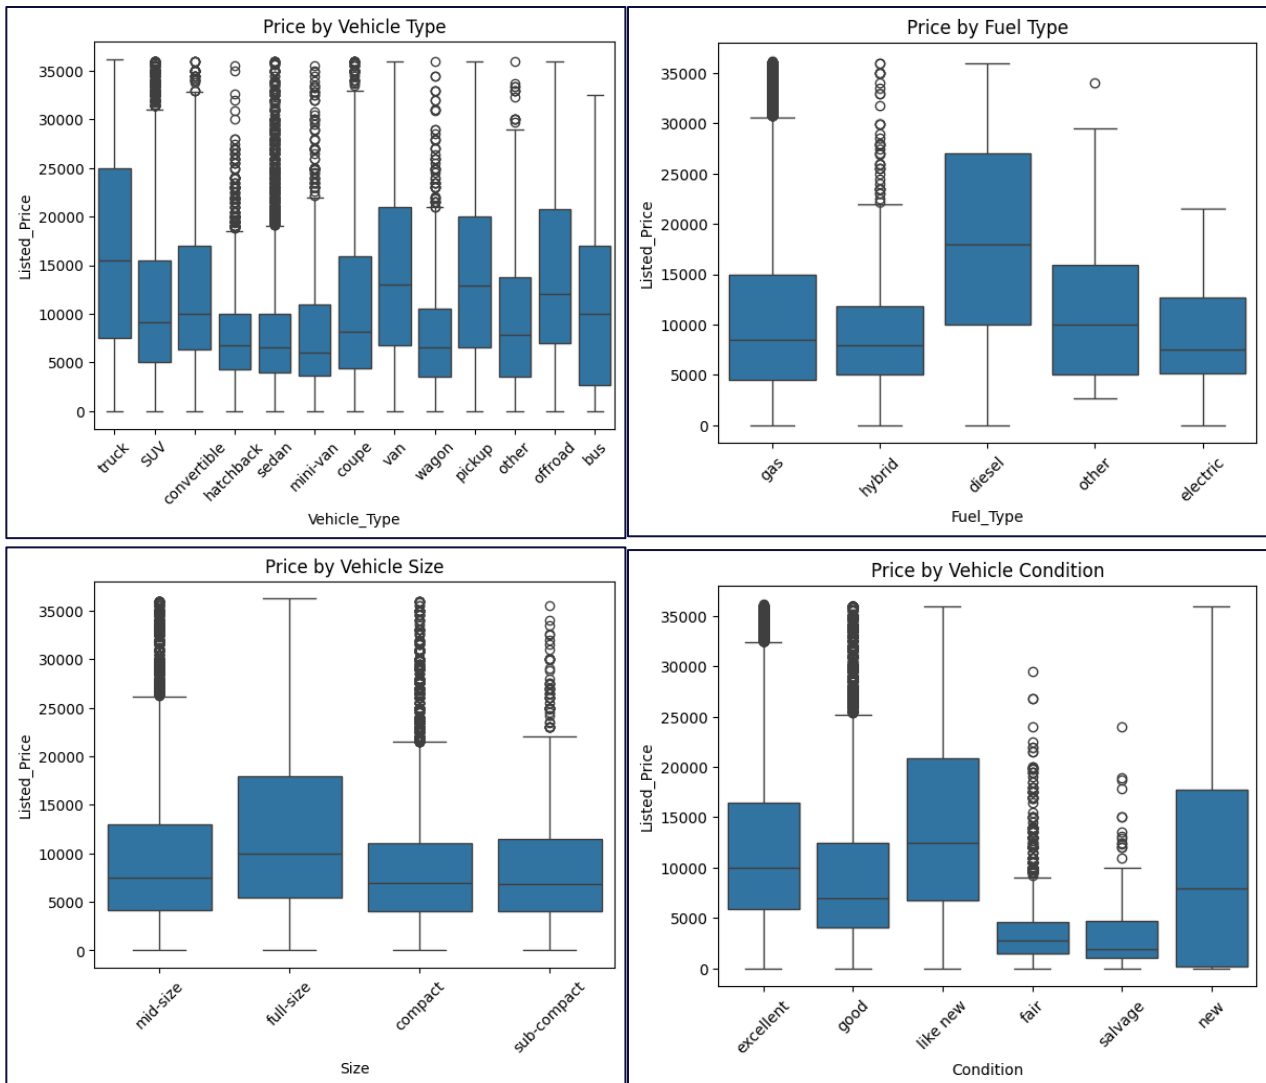 Price by Vehicle Type
35000
30000
25000
20000
15000
10000
5000
0
Listed_Price
truck
SUV
convertible
hatchback
sedan
mini-van
coupe
van
wagon
pickup
other
offroad
bus
Vehicle_Type
Price by Fuel Type
35000
30000
25000
20000
15000
10000
5000
0
Listed_Price
gas
hybrid
diesel
other
electric
Fuel_Type
Price by Vehicle Size
35000
30000
25000
20000
15000
10000
5000
0
Listed_Price
mid-size
full-size
compact
sub-compact
Size
Price by Vehicle Condition
35000
30000
25000
20000
15000
10000
5000
0
Listed_Price
excellent
good
like new
fair
salvage
new
Condition